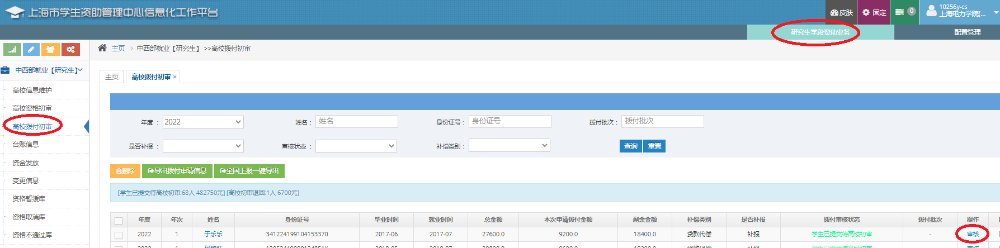 上海市学生资助管理中心信息化工作平台
皮肤
固定
0
10256y-cs
上海电力学院(...
研究生学段资助业务
配置管理
主页 > 中西部就业【研究生】 >>高校拨付初审
中西部就业【研究生】
高校信息维护
高校资格初审
高校拨付初审
台账信息
资金发放
变更信息
资格暂缓库
资格取消库
资格不通过库
主页
高校拨付初审 ×
年度 : 2022 姓名 : 姓名 身份证号 : 身份证号 拨付批次 : 拨付批次
是否补报 : 审核状态 : 补偿类别 : 查询 重置
删除 导出拨付申请信息 全国上报一键导出
[学生已提交待高校初审:68人 482750元] [高校初审退回:1人 6700元]
年度 年次 姓名 身份证号 毕业时间 就业时间 总金额 本次申请拨付金额 剩余金额 补偿类别 是否补报 拨付审核状态 拨付批次 操作
2022 1 于乐乐 341224199104153370 2017-06 2017-07 27600.0 9200.0 18400.0 贷款代偿 补报 学生已提交待高校初审 - 审核